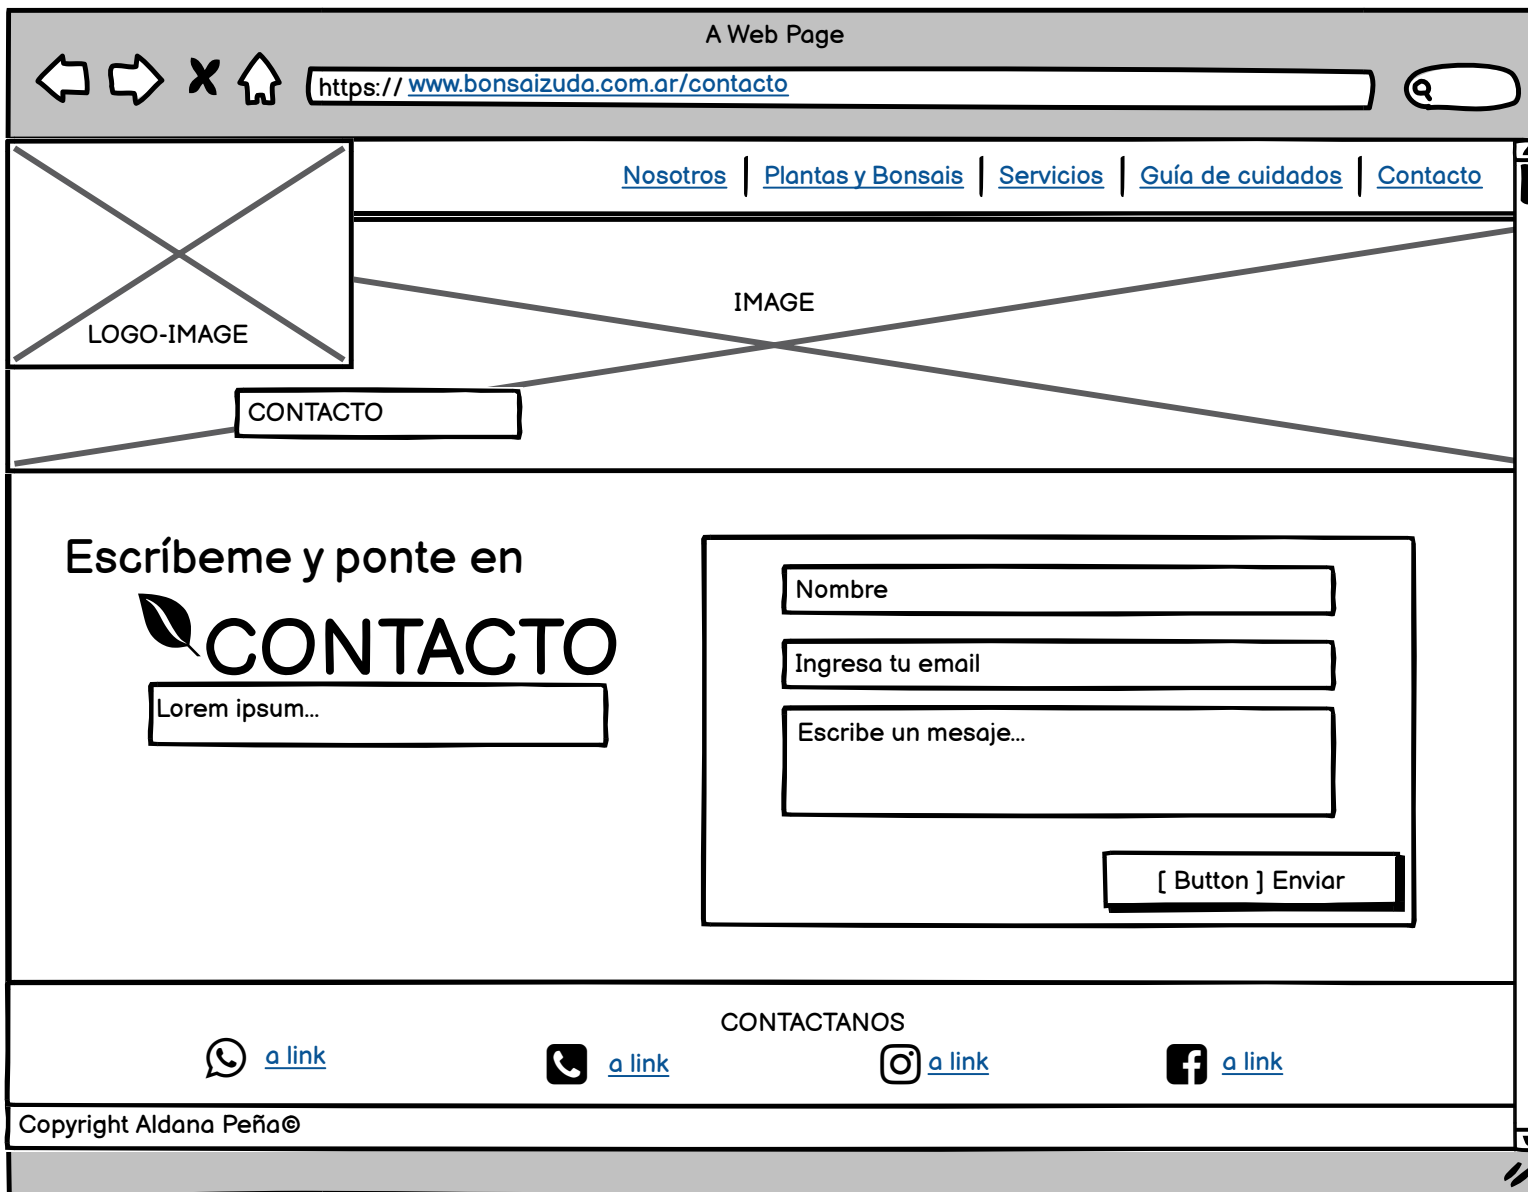 A Web Page
https:// www.bonsaizuda.com.ar/contacto
Nosotros | Plantas y Bonsais | Servicios | Guía de cuidados | Contacto
LOGO-IMAGE
IMAGE
CONTACTO
Escríbeme y ponte en
CONTACTO
Lorem ipsum...
Nombre
Ingresa tu email
Escribe un mesaje...
[ Button ] Enviar
CONTACTANOS
a link
a link
a link
a link
Copyright Aldana Peña©